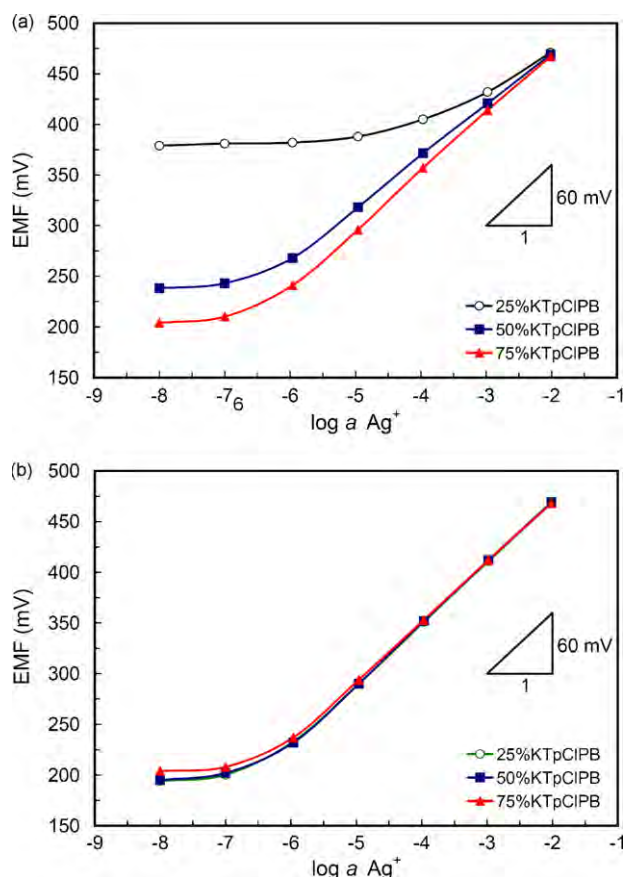 (a)
500
450
400
350
300
250
200
150
EMF (mV)
60 mV
1
25%KTpClPB
50%KTpClPB
75%KTpClPB
-9 -8 -7 6 -6 -5 -4 -3 -2 -1
log a Ag⁺
(b)
500
450
400
350
300
250
200
150
EMF (mV)
60 mV
1
25%KTpClPB
50%KTpClPB
75%KTpClPB
-9 -8 -7 -6 -5 -4 -3 -2 -1
log a Ag⁺